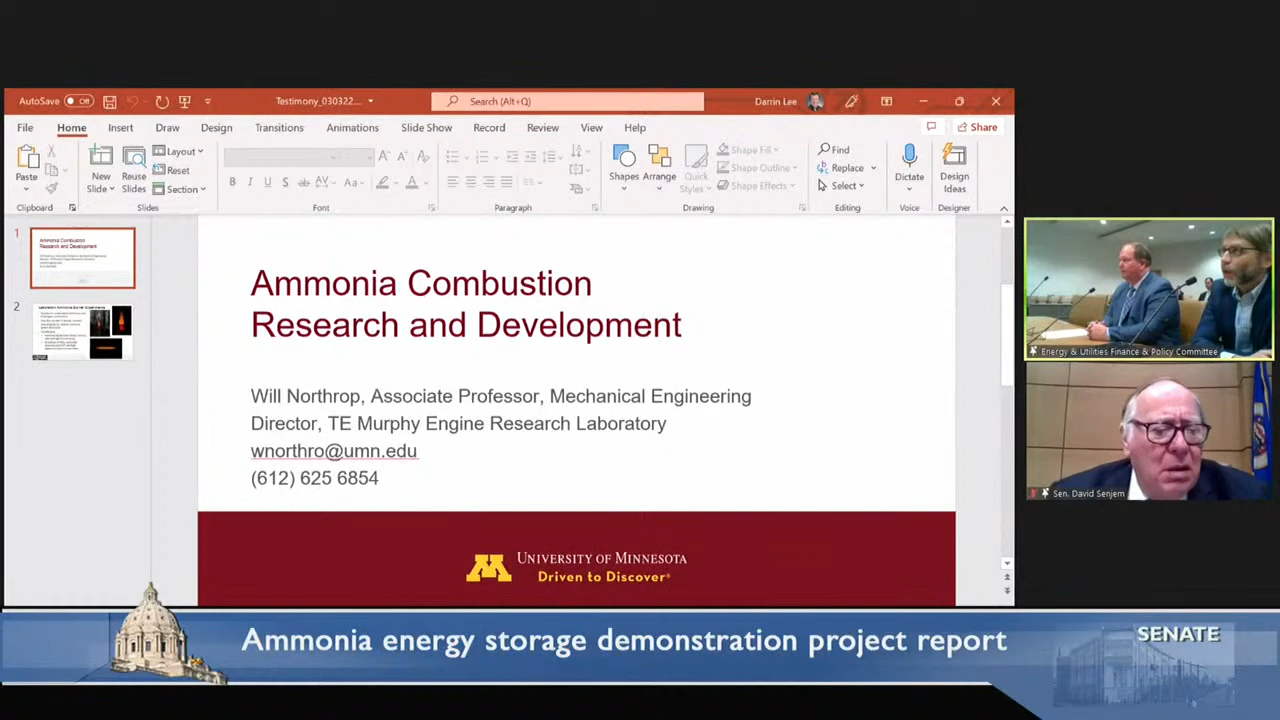 AutoSave Off
Testimony_030322...
Search (Alt+Q)
Darrin Lee
File Home Insert Draw Design Transitions Animations Slide Show Record Review View Help
Share
Paste
New
Slide
Reuse
Slides
Layout
Reset
Section
B I U S ab AV Aa A
Shapes
Arrange
Quick
Styles
Shape Fill
Shape Outline
Shape Effects
Find
Replace
Select
Dictate
Design
Ideas
Clipboard
Slides
Font
Paragraph
Drawing
Editing
Voice
Designer
1
2
Ammonia Combustion
Research and Development
Will Northrop, Associate Professor, Mechanical Engineering
Director, TE Murphy Engine Research Laboratory
wnorthro@umn.edu
(612) 625 6854
M
UNIVERSITY OF MINNESOTA
Driven to Discover®
Energy & Utilities Finance & Policy Committee
Sen. David Senjem
Ammonia energy storage demonstration project report
SENATE